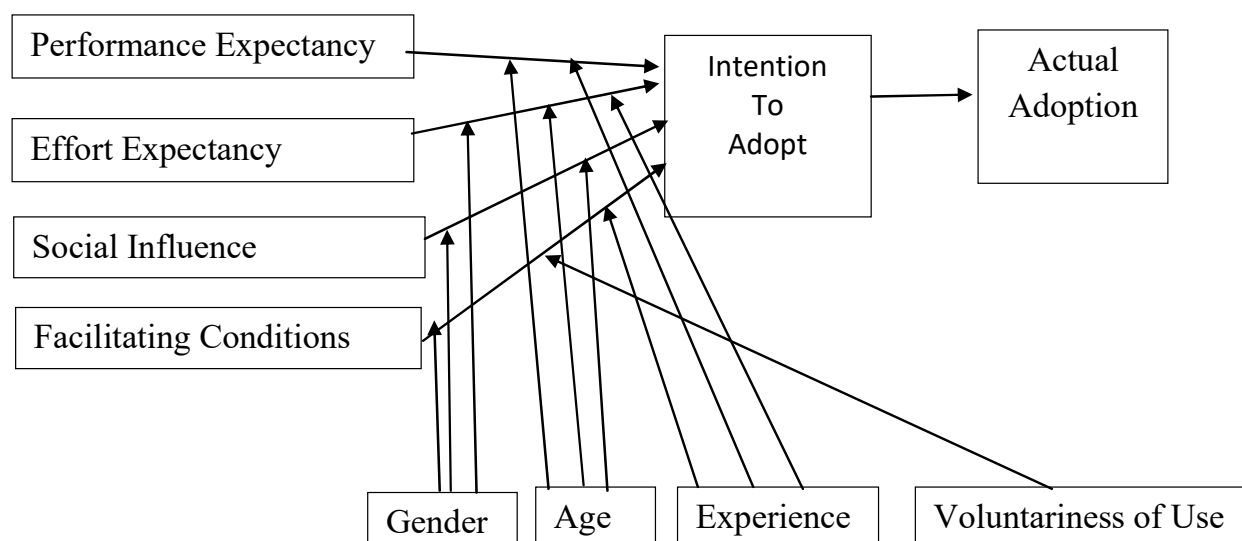 Performance Expectancy
Effort Expectancy
Social Influence
Facilitating Conditions
Intention
To
Adopt
Actual
Adoption
Gender
Age
Experience
Voluntariness of Use